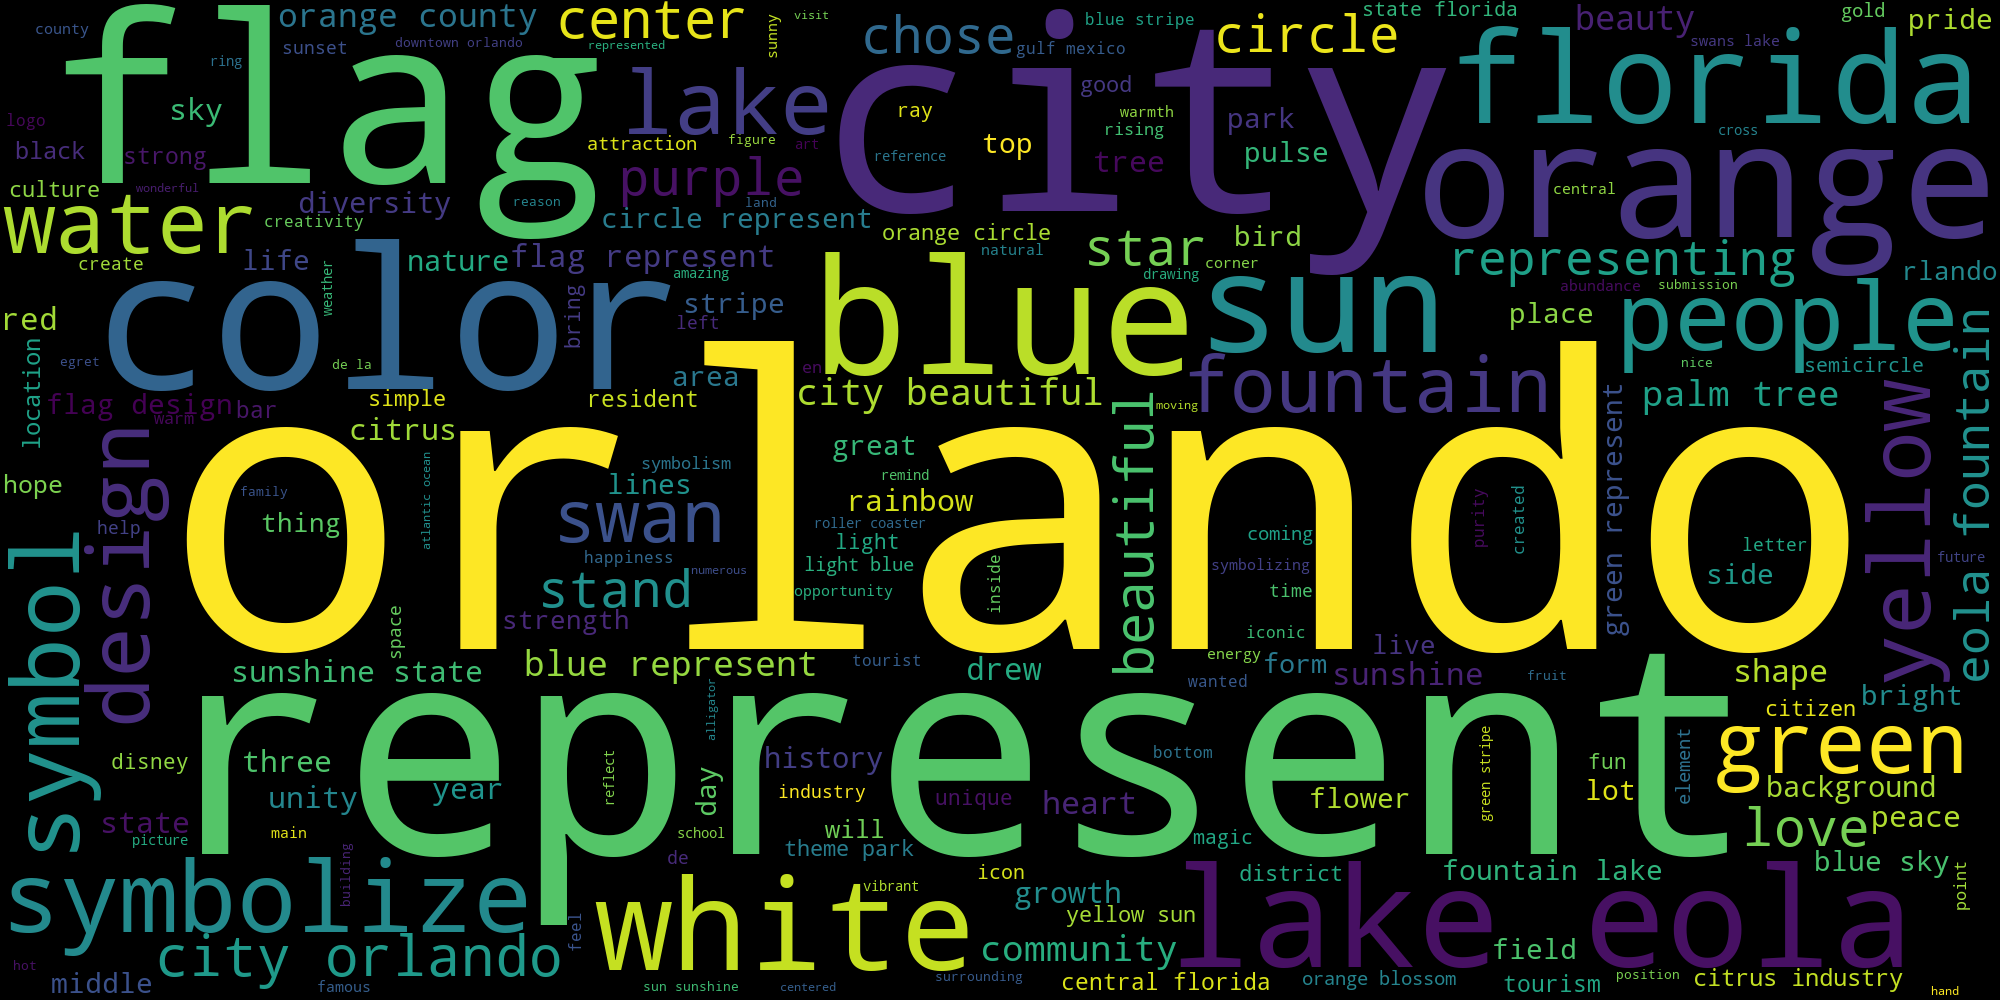 flag
city
orlando
represent
color
blue
orange
florida
sun
people
lake eola
white
symbolize
green
yellow
symbol
design
water
fountain
lake
purple
swan
stand
star
center
circle
chose
orange county
county
sunset
downtown orlando
ring
represented
sunny
visit
blue stripe
gulf mexico
state florida
beauty
gold
pride
swans lake
sky
logo
black
strong
culture
wonderful
diversity
creativity
create
life
nature
flag represent
weather
bring
attraction
figure
art
reason
land
circle represent
amazing
stripe
left
good
ray
top
reference
warmth
rising
tree
park
pulse
cross
central
orange circle
natural
bird
drawing
corner
representing
rlando
abundance
submission
place
nice
semicircle
red
location
egret
de la
flag design
warm
bar
simple
citrus
resident
area
en
city beautiful
beautiful
moving
palm tree
green represent
eola fountain
hope
help
family
thing
atlantic ocean
symbolism
lines
happiness
numerous
great
remind
rainbow
roller coaster
light
light blue
opportunity
inside
coming
symbolizing
time
iconic
purity
created
letter
side
future
space
strength
sunshine state
blue represent
tourist
drew
energy
wanted
form
live
sunshine
fruit
shape
bright
citizen
disney
three
unity
year
state
picture
main
building
reflect
alligator
day
school
history
industry
will
theme park
de
unique
heart
bottom
magic
flower
green stripe
fun
lot
element
background
love
peace
blue sky
point
city orlando
middle
hot
famous
feel
sun sunshine
vibrant
centered
surrounding
icon
growth
yellow sun
community
central florida
district
fountain lake
orange blossom
field
tourism
position
citrus industry
hand